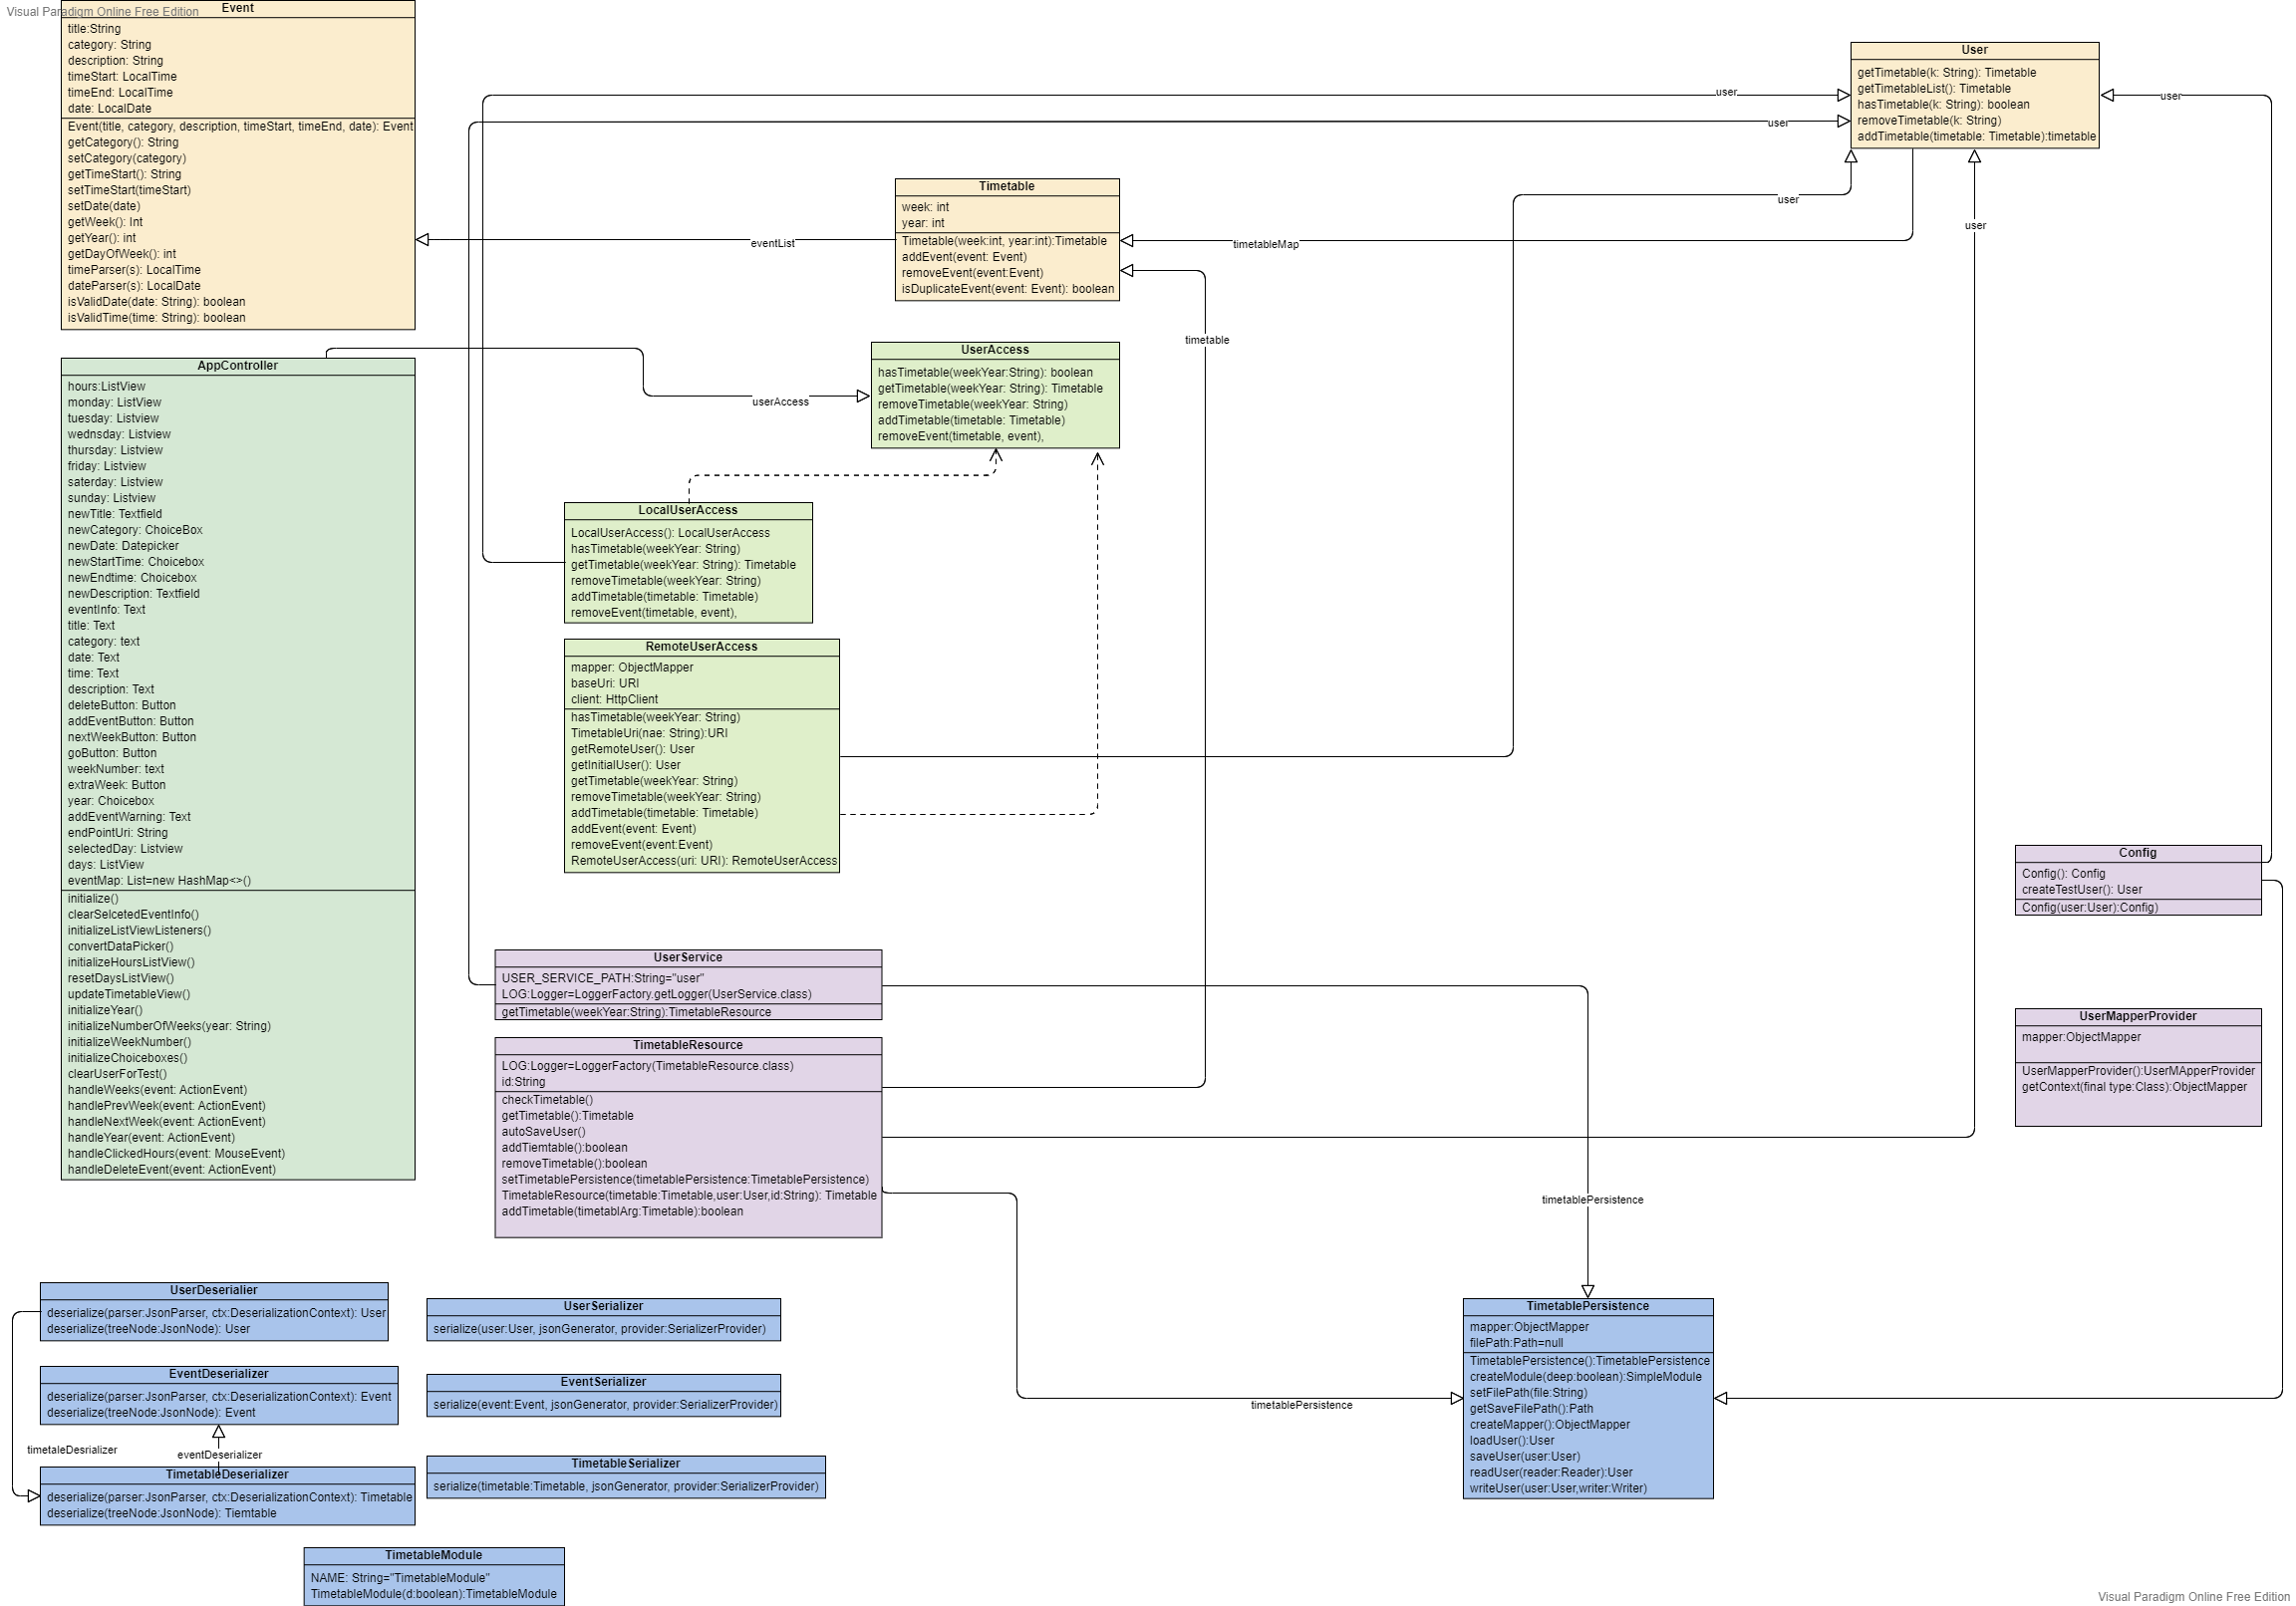 Visual Paradigm Online Free Edition
Event
title:String
category: String
description: String
timeStart: LocalTime
timeEnd: LocalTime
date: LocalDate
Event(title, category, description, timeStart, timeEnd, date): Event
getCategory(): String
setCategory(category)
getTimeStart(): String
setTimeStart(timeStart)
setDate(date)
getWeek(): Int
getYear(): int
getDayOfWeek(): int
timeParser(s): LocalTime
dateParser(s): LocalDate
isValidDate(date: String): boolean
isValidTime(time: String): boolean
User
getTimetable(k: String): Timetable
getTimetableList(): Timetable
hasTimetable(k: String): boolean
removeTimetable(k: String)
addTimetable(timetable: Timetable):timetable
user
user
user
user
user
Timetable
week: int
year: int
Timetable(week:int, year:int):Timetable
addEvent(event: Event)
removeEvent(event:Event)
isDuplicateEvent(event: Event): boolean
eventList
timetableMap
timetable
UserAccess
hasTimetable(weekYear:String): boolean
getTimetable(weekYear: String): Timetable
removeTimetable(weekYear: String)
addTimetable(timetable: Timetable)
removeEvent(timetable, event),
userAccess
AppController
hours:ListView
monday: ListView
tuesday: Listview
wednsday: Listview
thursday: Listview
friday: Listview
saterday: Listview
sunday: Listview
newTitle: Textfield
newCategory: ChoiceBox
newDate: Datepicker
newStartTime: Choicebox
newEndtime: Choicebox
newDescription: Textfield
eventInfo: Text
title: Text
category: text
date: Text
time: Text
description: Text
deleteButton: Button
addEventButton: Button
nextWeekButton: Button
goButton: Button
weekNumber: text
extraWeek: Button
year: Choicebox
addEventWarning: Text
endPointUri: String
selectedDay: Listview
days: ListView
eventMap: List=new HashMap<>()
initialize()
clearSelcetedEventInfo()
initializeListViewListeners()
convertDataPicker()
initializeHoursListView()
resetDaysListView()
updateTimetableView()
initializeYear()
initializeNumberOfWeeks(year: String)
initializeWeekNumber()
initializeChoiceboxes()
clearUserForTest()
handleWeeks(event: ActionEvent)
handlePrevWeek(event: ActionEvent)
handleNextWeek(event: ActionEvent)
handleYear(event: ActionEvent)
handleClickedHours(event: MouseEvent)
handleDeleteEvent(event: ActionEvent)
LocalUserAccess
LocalUserAccess(): LocalUserAccess
hasTimetable(weekYear: String)
getTimetable(weekYear: String): Timetable
removeTimetable(weekYear: String)
addTimetable(timetable: Timetable)
removeEvent(timetable, event),
RemoteUserAccess
mapper: ObjectMapper
baseUri: URI
client: HttpClient
hasTimetable(weekYear: String)
TimetableUri(nae: String):URI
getRemoteUser(): User
getInitialUser(): User
getTimetable(weekYear: String)
removeTimetable(weekYear: String)
addTimetable(timetable: Timetable)
addEvent(event: Event)
removeEvent(event:Event)
RemoteUserAccess(uri: URI): RemoteUserAccess
Config
Config(): Config
createTestUser(): User
Config(user:User):Config)
UserService
USER_SERVICE_PATH:String="user"
LOG:Logger=LoggerFactory.getLogger(UserService.class)
getTimetable(weekYear:String):TimetableResource
TimetableResource
LOG:Logger=LoggerFactory(TimetableResource.class)
id:String
checkTimetable()
getTimetable():Timetable
autoSaveUser()
addTiemtable():boolean
removeTimetable():boolean
setTimetablePersistence(timetablePersistence:TimetablePersistence)
TimetableResource(timetable:Timetable,user:User,id:String): Timetable
addTimetable(timetablArg:Timetable):boolean
UserMapperProvider
mapper:ObjectMapper
UserMapperProvider():UserMApperProvider
getContext(final type:Class):ObjectMapper
timetablePersistence
timetablePersistence
UserDeserialier
deserialize(parser:JsonParser, ctx:DeserializationContext): User
deserialize(treeNode:JsonNode): User
UserSerializer
serialize(user:User, jsonGenerator, provider:SerializerProvider)
EventDeserializer
deserialize(parser:JsonParser, ctx:DeserializationContext): Event
deserialize(treeNode:JsonNode): Event
EventSerializer
serialize(event:Event, jsonGenerator, provider:SerializerProvider)
timetaleDesrializer
eventDeserializer
TimetableDeserializer
deserialize(parser:JsonParser, ctx:DeserializationContext): Timetable
deserialize(treeNode:JsonNode): Tiemtable
TimetableSerializer
serialize(timetable:Timetable, jsonGenerator, provider:SerializerProvider)
TimetablePersistence
mapper:ObjectMapper
filePath:Path=null
TimetablePersistence():TimetablePersistence
createModule(deep:boolean):SimpleModule
setFilePath(file:String)
getSaveFilePath():Path
createMapper():ObjectMapper
loadUser():User
saveUser(user:User)
readUser(reader:Reader):User
writeUser(user:User,writer:Writer)
TimetableModule
NAME: String="TimetableModule"
TimetableModule(d:boolean):TimetableModule
Visual Paradigm Online Free Edition